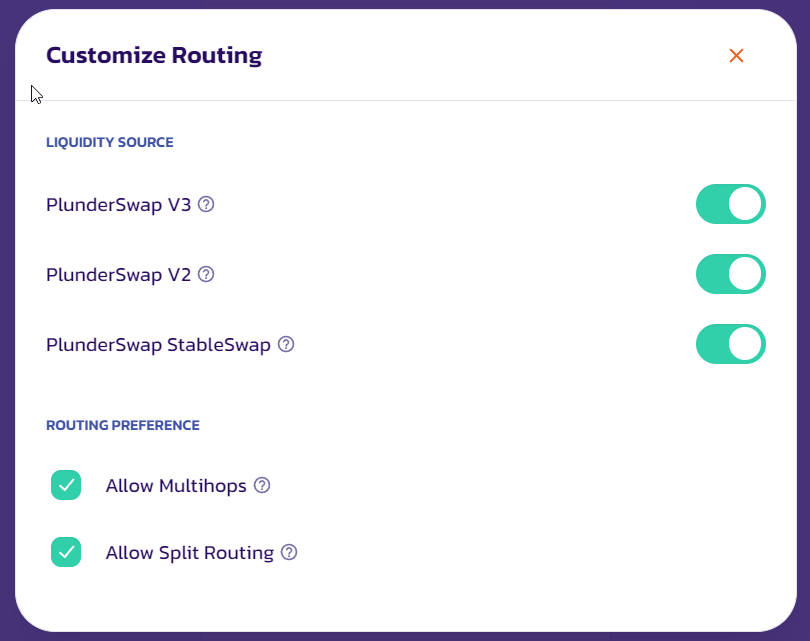 Customize Routing
LIQUIDITY SOURCE
PlunderSwap V3
PlunderSwap V2
PlunderSwap StableSwap
ROUTING PREFERENCE
Allow Multihops
Allow Split Routing